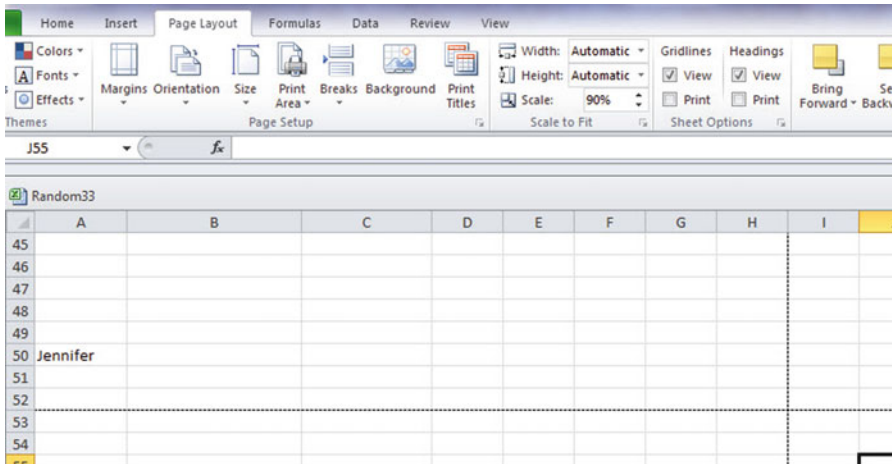 Home Insert Page Layout Formulas Data Review View
Colors Width: Automatic Gridlines Headings
Fonts Margins Orientation Size Print Breaks Background Print Height: Automatic View View Bring
Effects Area Titles Scale: 90% Print Print Forward
Page Setup Scale to Fit Sheet Options
J55 fx
Random33
A B C D E F G H I
45
46
47
48
49
50 Jennifer
51
52
53
54
55